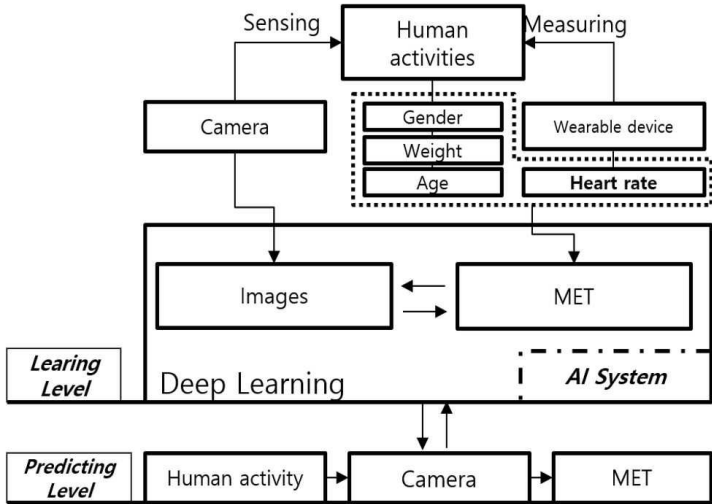 Sensing
Human
activities
Measuring
Camera
Gender
Weight
Age
Wearable device
Heart rate
Images
MET
Learing
Level
Deep Learning
AI System
Predicting
Level
Human activity
Camera
MET